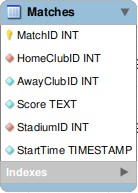 Matches
MatchID INT
HomeClubID INT
AwayClubID INT
Score TEXT
StadiumID INT
StartTime TIMESTAMP
Indexes